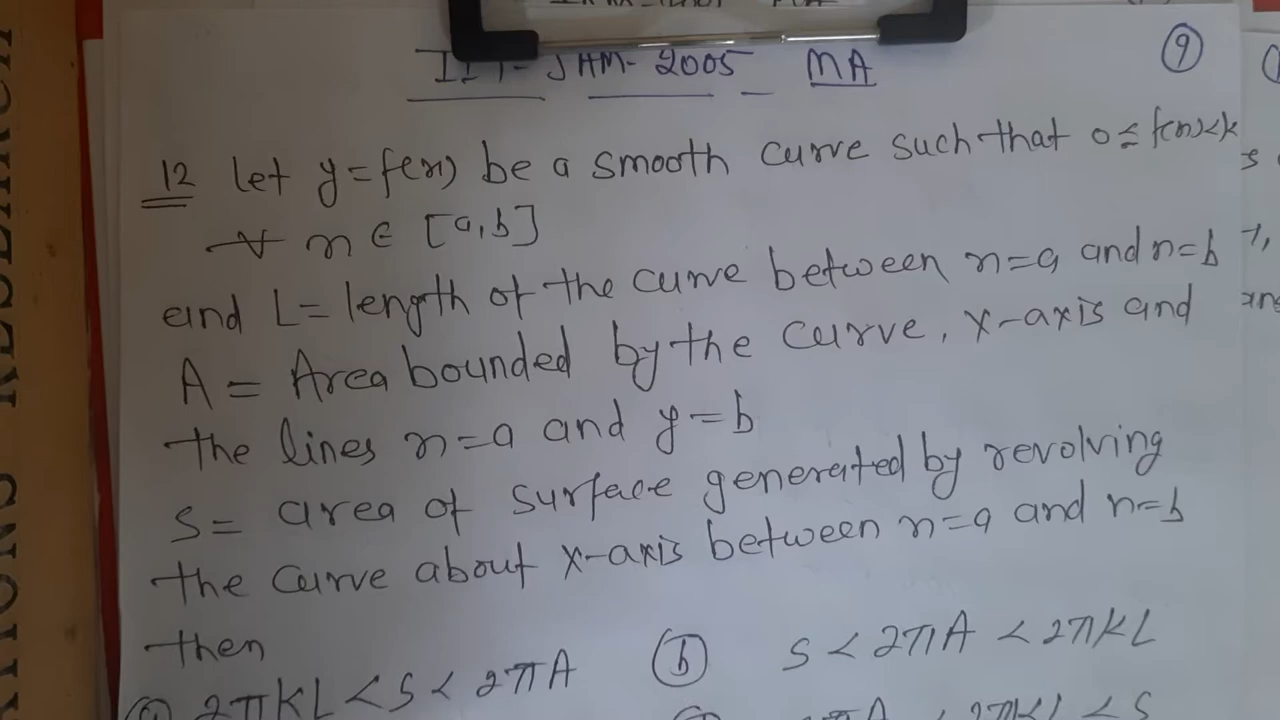 IIT-JAM-2005 MA
9
12 let y=f(x) be a smooth curve such that 0≤f(x)<k
∀ x ∈ [a,b]
and L= length of the curve between x=a and x=b
A= Area bounded by the curve, x-axis and
the lines x=a and y=b
S= area of surface generated by revolving
the curve about x-axis between x=a and x=b
then
ⓐ 2πKL<S<2πA ⓑ S<2πA<2πKL